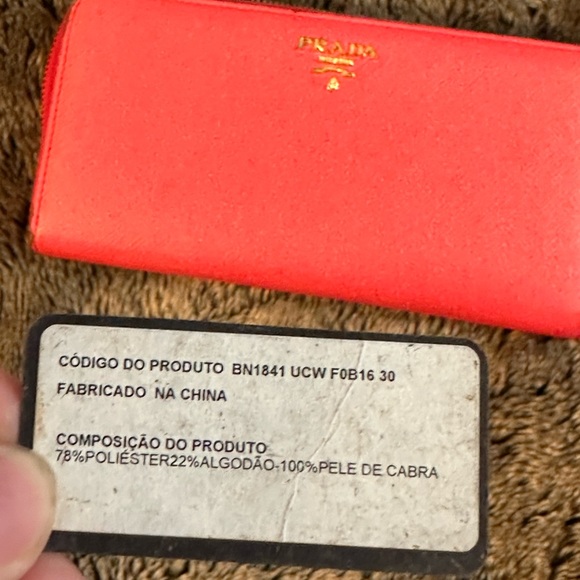 PRADA
CÓDIGO DO PRODUTO BN1841 UCW F0B16 30
FABRICADO NA CHINA
COMPOSIÇÃO DO PRODUTO
78%POLIÉSTER22%ALGODÃO-100%PELE DE CABRA